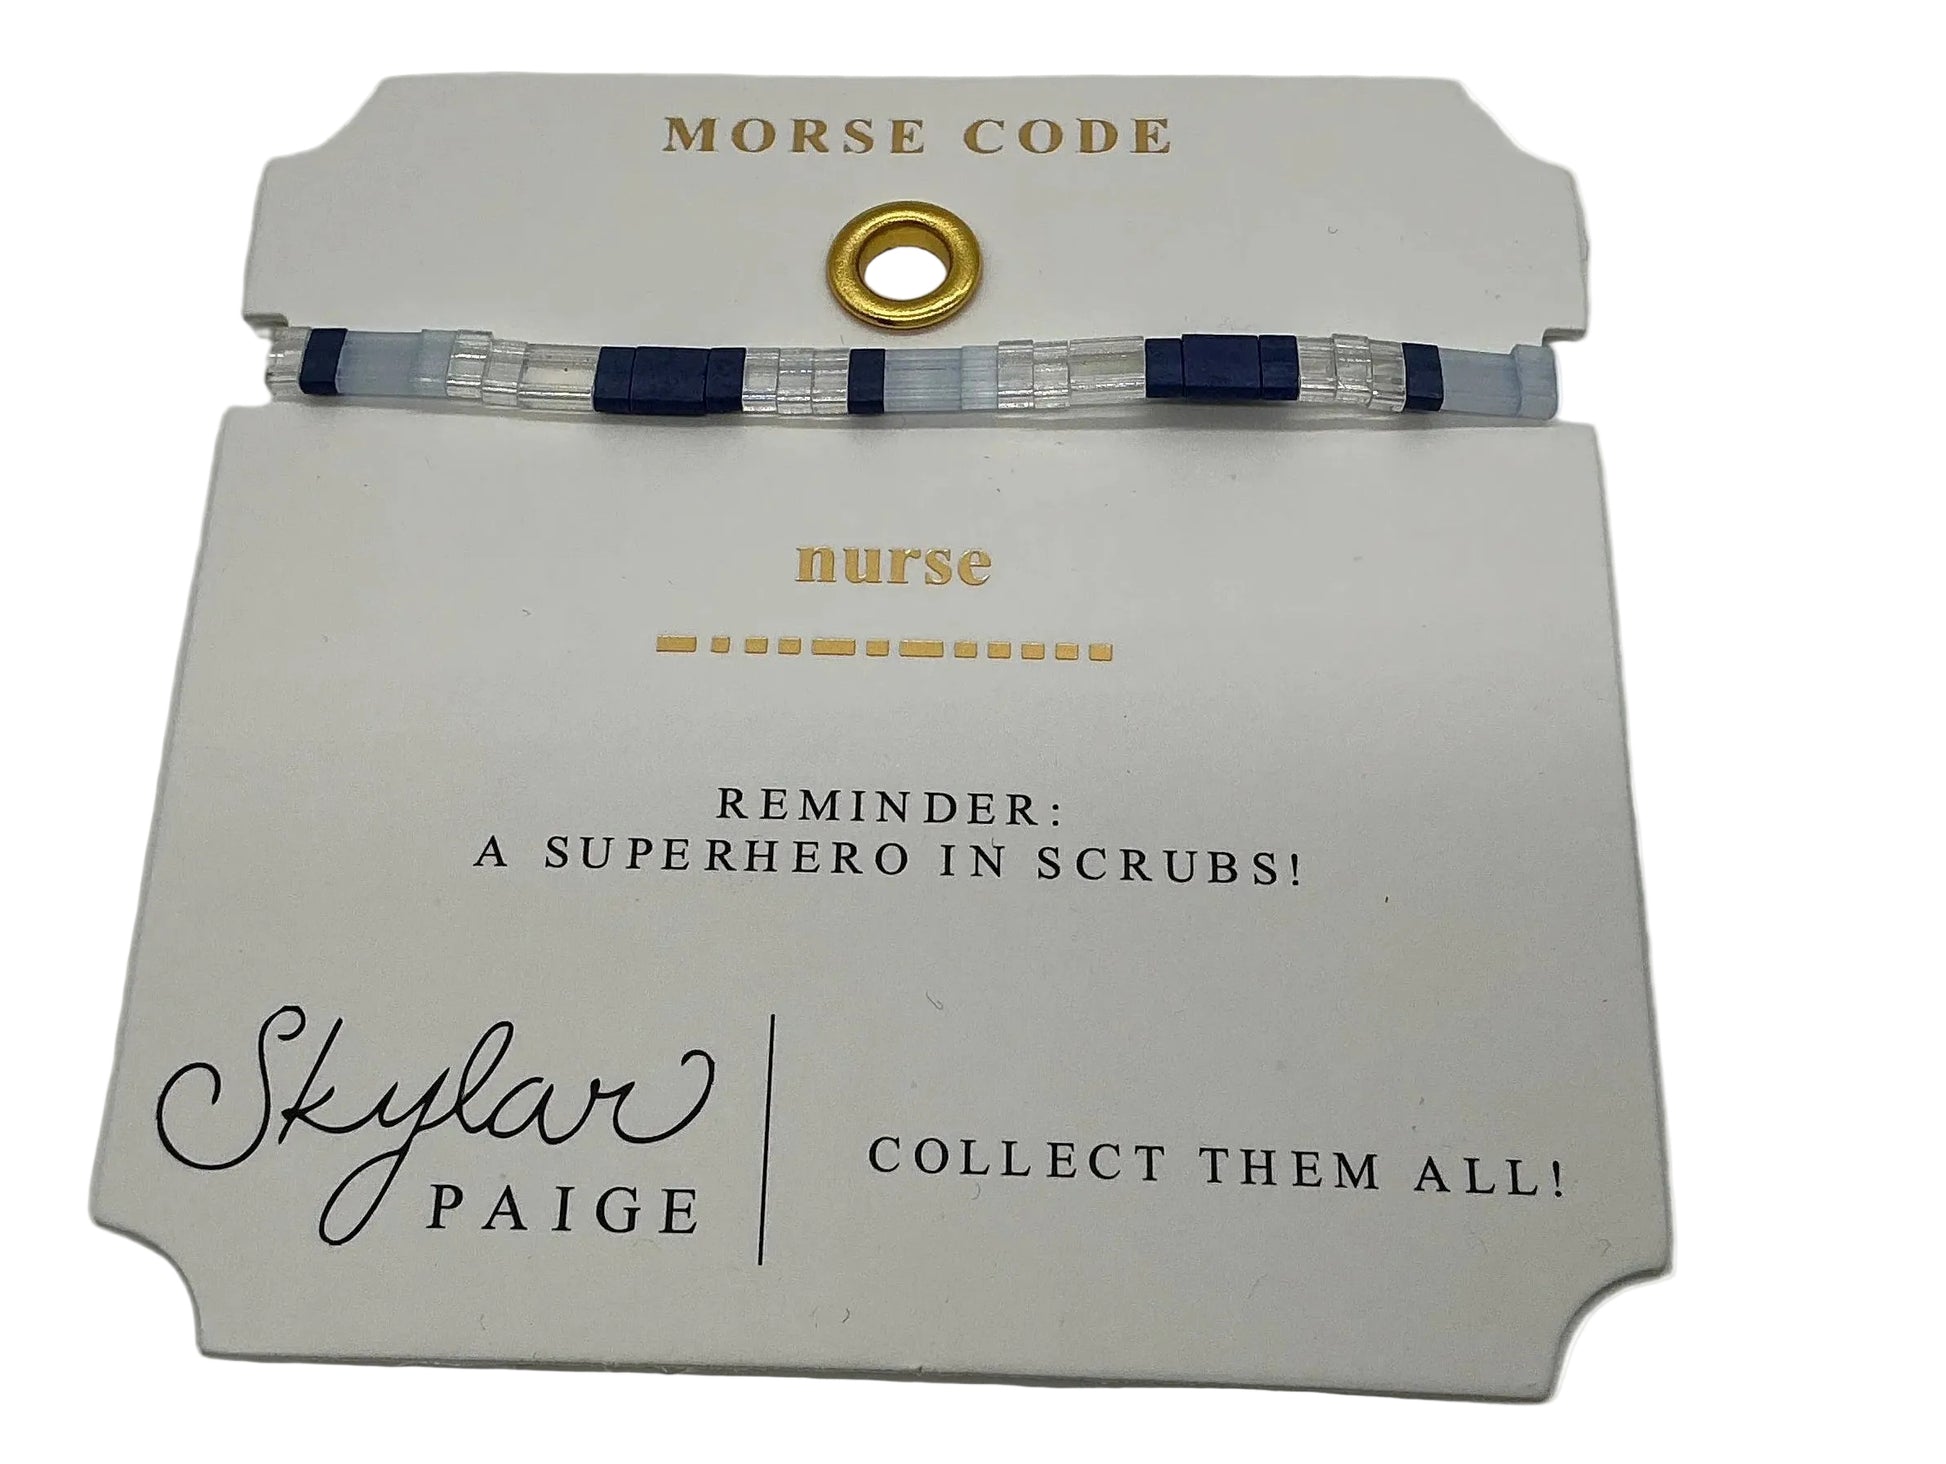 MORSE CODE
nurse
REMINDER:
A SUPERHERO IN SCRUBS!
Skylar
PAIGE
COLLECT THEM ALL!